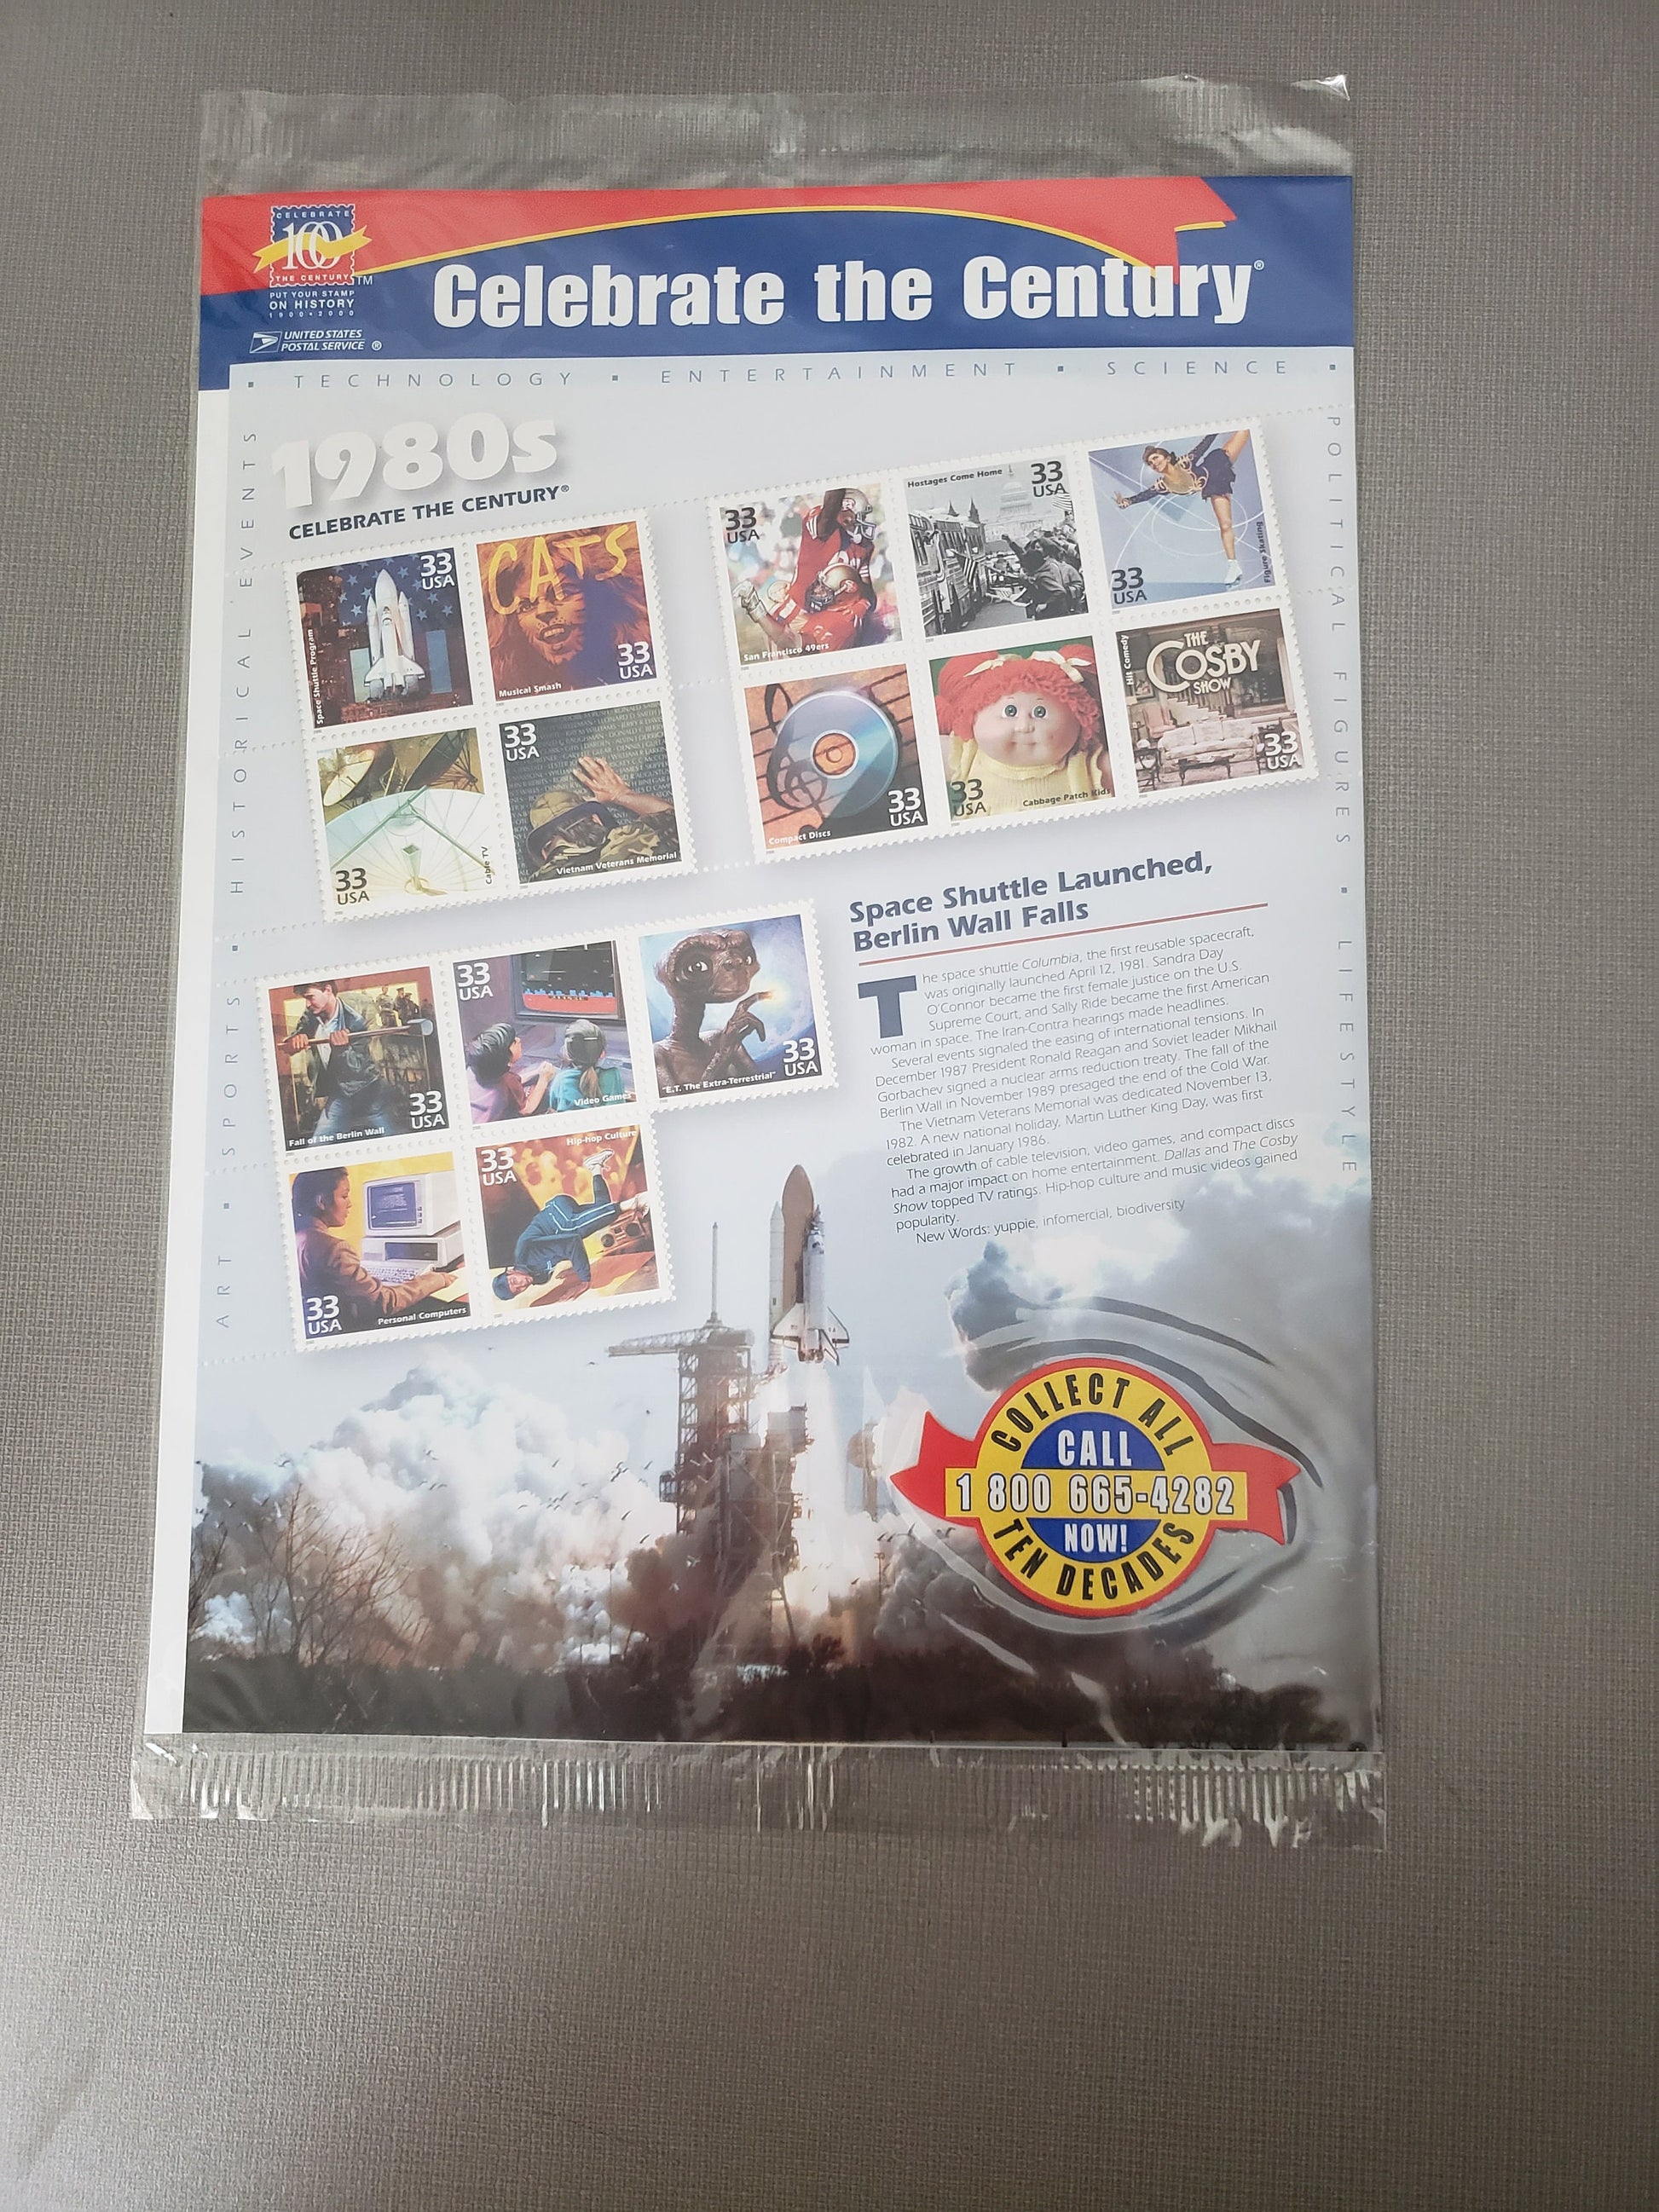 CELEBRATE
100
THE CENTURY™
PUT YOUR STAMP
ON HISTORY
1900•2000
UNITED STATES
POSTAL SERVICE®
Celebrate the Century®
▪ TECHNOLOGY ▪ ENTERTAINMENT ▪ SCIENCE ▪
ART ▪ SPORTS ▪ HISTORICAL EVENTS
POLITICAL FIGURES ▪ LIFESTYLE
1980s
CELEBRATE THE CENTURY®
33
USA
Space Shuttle Program
CATS
33
USA
Musical Smash
33
USA
Cable TV
33
USA
Vietnam Veterans Memorial
33
USA
San Francisco 49ers
Hostages Come Home
33
USA
33
USA
Figure Skating
33
USA
Compact Discs
33
USA
Cabbage Patch Kids
Hit Comedy
THE
COSBY
SHOW
33
USA
33
USA
Fall of the Berlin Wall
33
USA
Video Games
33
USA
"E.T. The Extra-Terrestrial"
33
USA
Personal Computers
Hip-hop Culture
33
USA
Space Shuttle Launched,
Berlin Wall Falls
The space shuttle Columbia, the first reusable spacecraft,
was originally launched April 12, 1981. Sandra Day
O'Connor became the first female justice on the U.S.
Supreme Court, and Sally Ride became the first American
woman in space. The Iran-Contra hearings made headlines.
Several events signaled the easing of international tensions. In
December 1987 President Ronald Reagan and Soviet leader Mikhail
Gorbachev signed a nuclear arms reduction treaty. The fall of the
Berlin Wall in November 1989 presaged the end of the Cold War.
The Vietnam Veterans Memorial was dedicated November 13,
1982. A new national holiday, Martin Luther King Day, was first
celebrated in January 1986.
The growth of cable television, video games, and compact discs
had a major impact on home entertainment. Dallas and The Cosby
Show topped TV ratings. Hip-hop culture and music videos gained
popularity.
New Words: yuppie, infomercial, biodiversity
COLLECT ALL
CALL
1 800 665-4282
NOW!
TEN DECADES